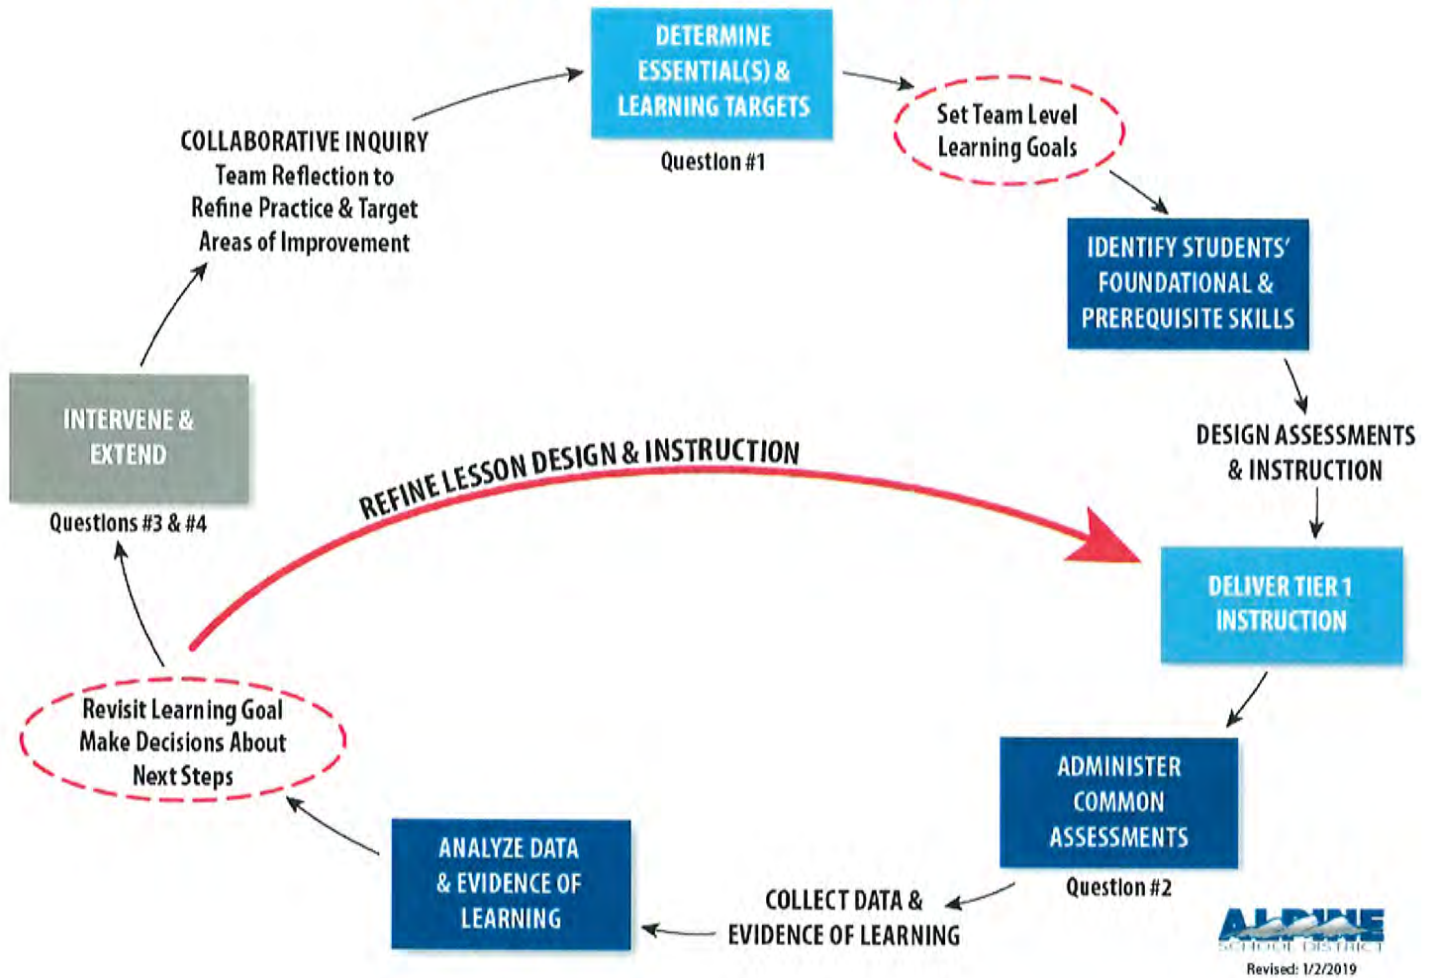 DETERMINE
ESSENTIAL(S) &
LEARNING TARGETS
Question #1
Set Team Level
Learning Goals
IDENTIFY STUDENTS'
FOUNDATIONAL &
PREREQUISITE SKILLS
DESIGN ASSESSMENTS
& INSTRUCTION
DELIVER TIER 1
INSTRUCTION
ADMINISTER
COMMON
ASSESSMENTS
Question #2
COLLECT DATA &
EVIDENCE OF LEARNING
ANALYZE DATA
& EVIDENCE OF
LEARNING
Revisit Learning Goal
Make Decisions About
Next Steps
REFINE LESSON DESIGN & INSTRUCTION
INTERVENE &
EXTEND
Questions #3 & #4
COLLABORATIVE INQUIRY
Team Reflection to
Refine Practice & Target
Areas of Improvement
ALPINE
SCHOOL DISTRICT
Revised: 1/2/2019